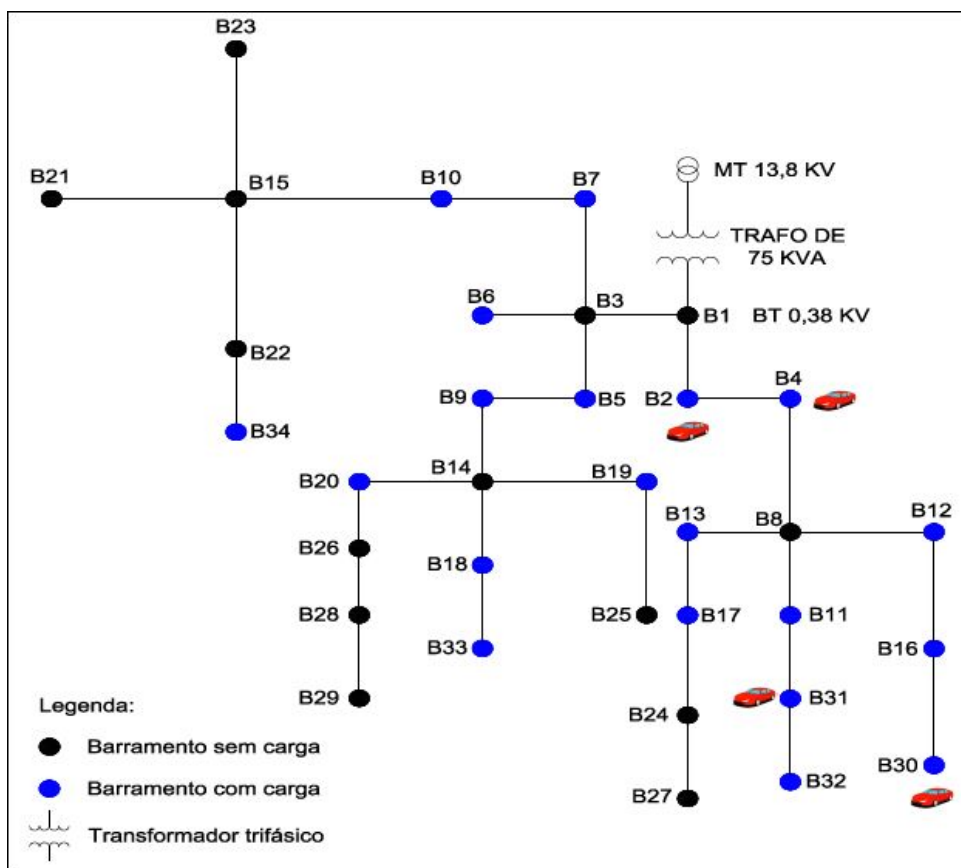 B23
B21
B15
B10
B7
MT 13,8 KV
TRAFO DE
75 KVA
B6
B3
B1
BT 0,38 KV
B22
B9
B5
B2
B4
B34
B20
B14
B19
B13
B8
B12
B26
B18
B28
B25
B17
B11
B33
B16
B29
B31
Legenda:
B24
Barramento sem carga
B30
B32
Barramento com carga
B27
Transformador trifásico